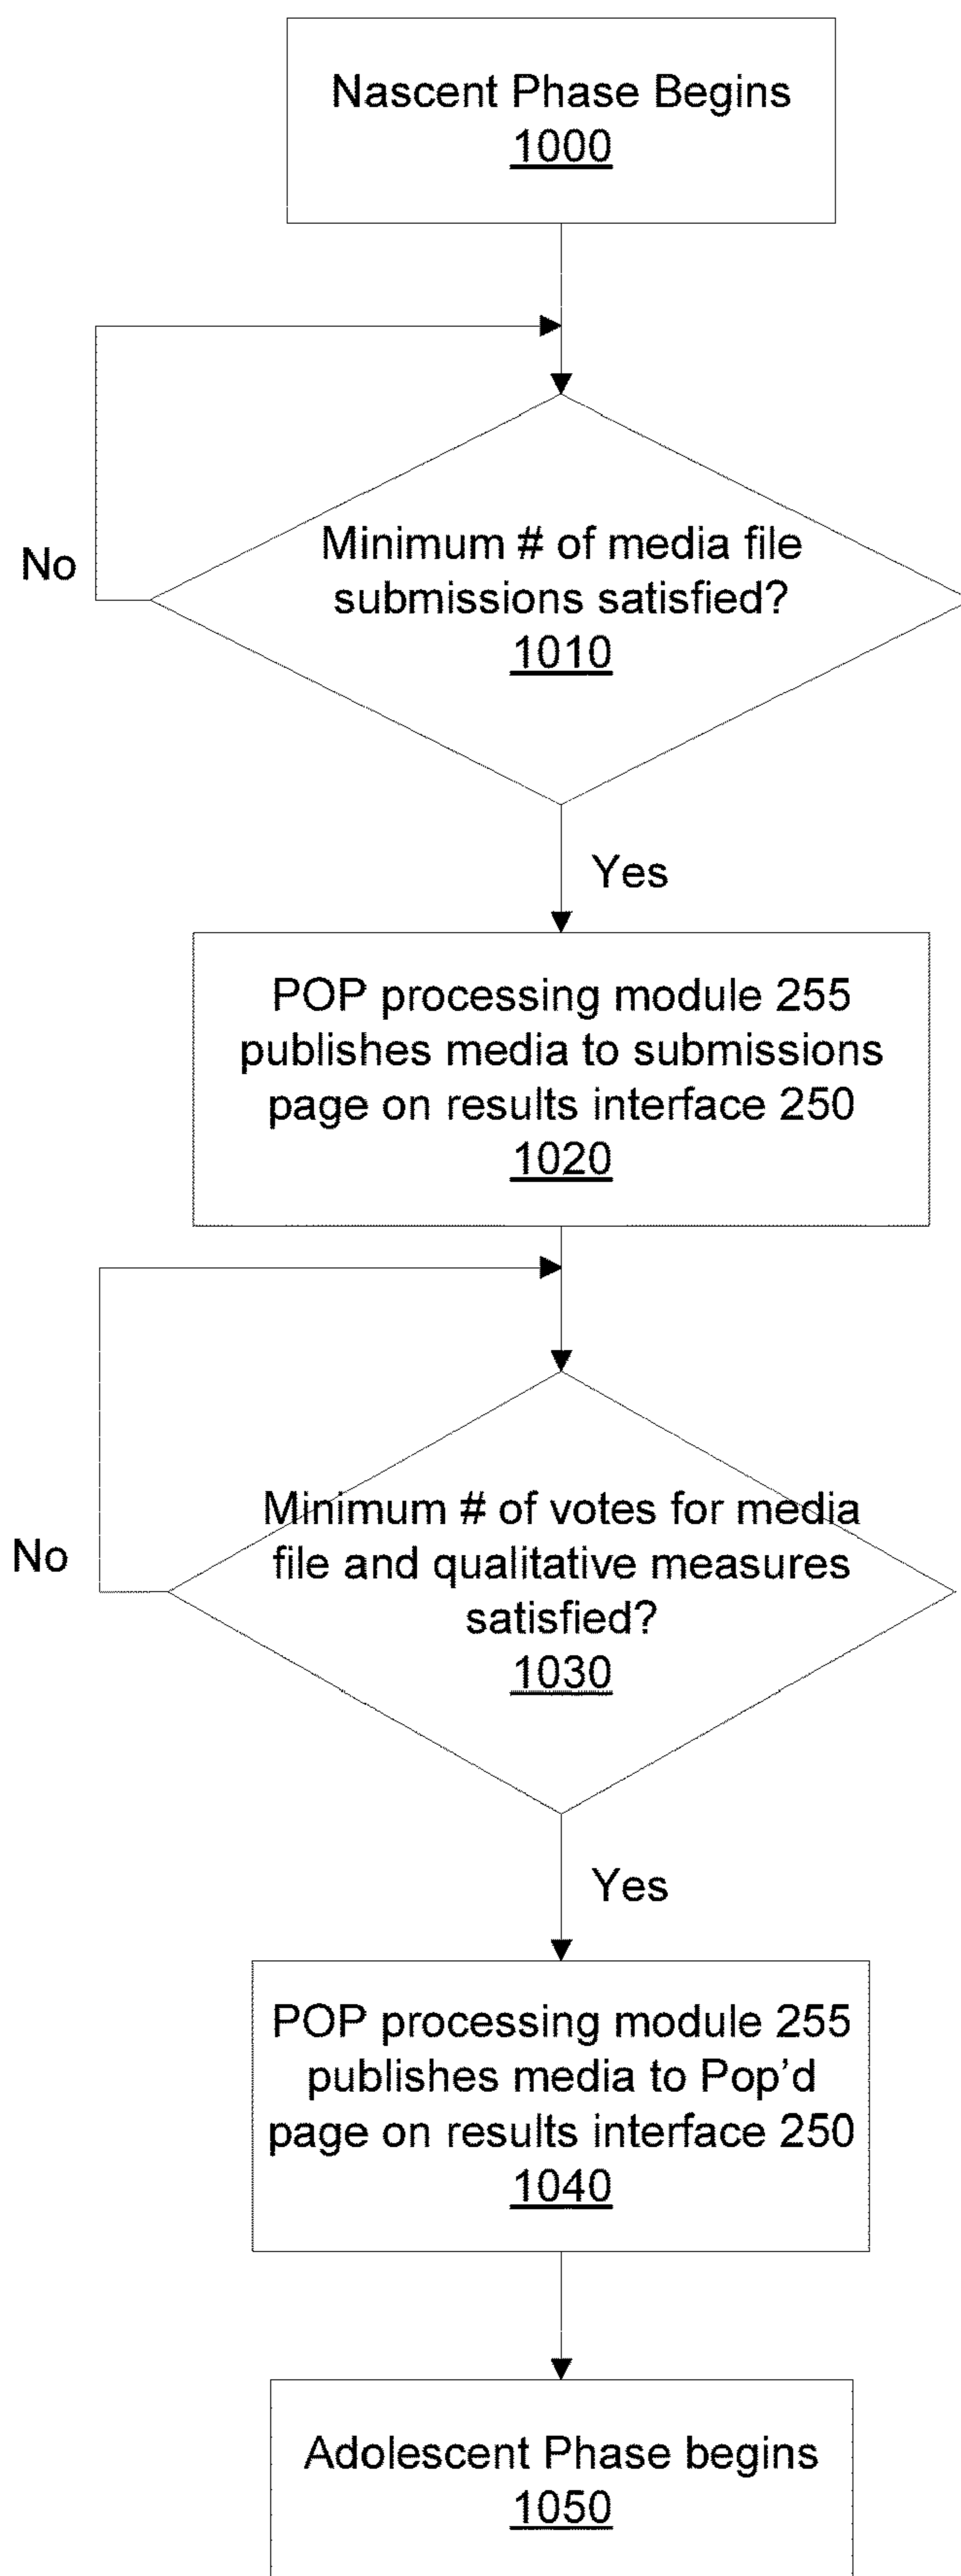 Nascent Phase Begins
1000
Minimum # of media file
submissions satisfied?
1010
No
Yes
POP processing module 255
publishes media to submissions
page on results interface 250
1020
Minimum # of votes for media
file and qualitative measures
satisfied?
1030
No
Yes
POP processing module 255
publishes media to Pop’d
page on results interface 250
1040
Adolescent Phase begins
1050